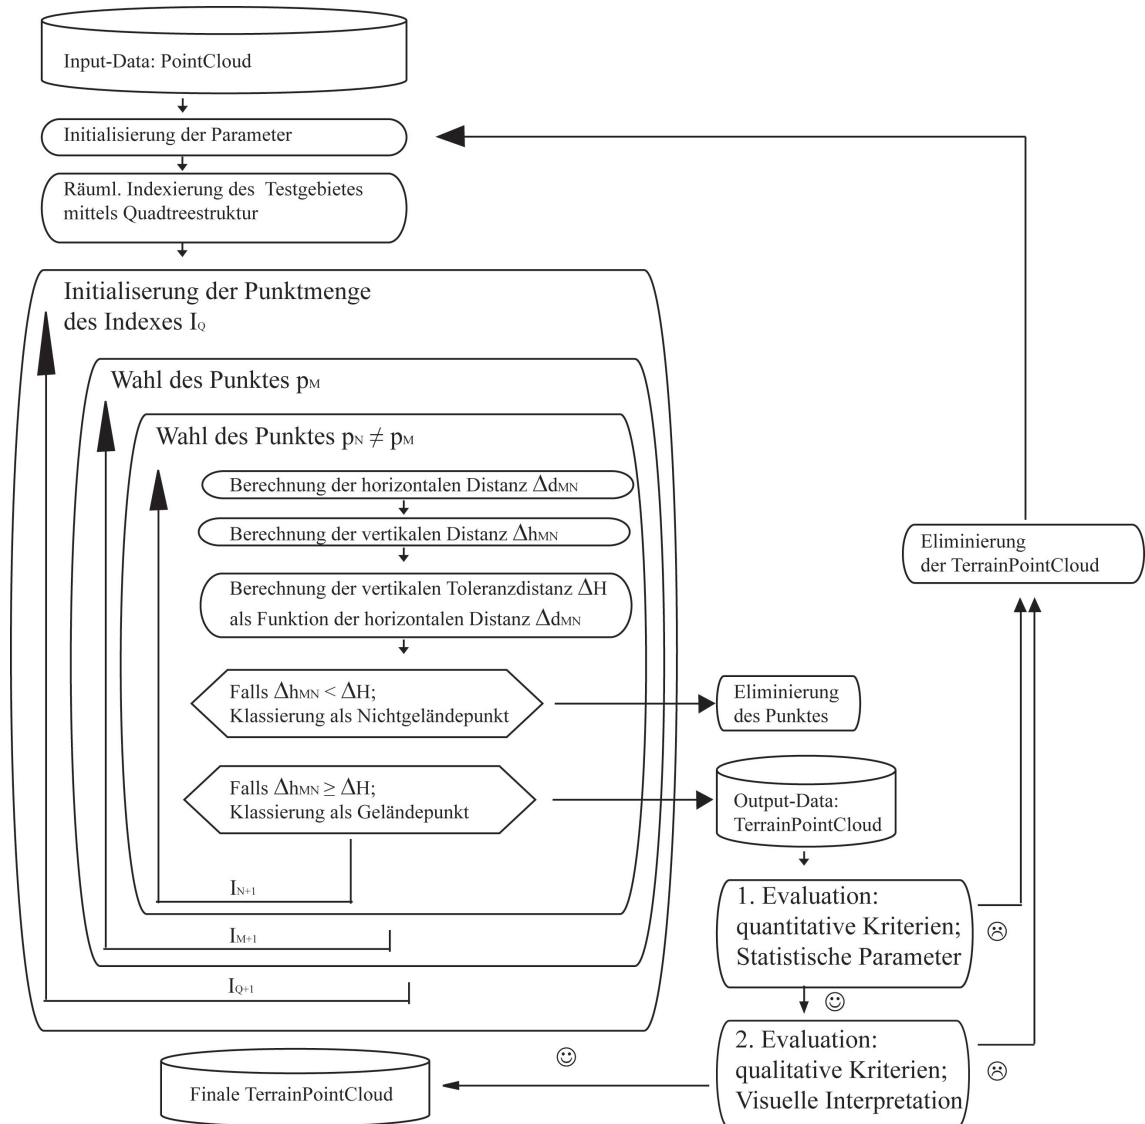 Input-Data: PointCloud
Initialisierung der Parameter
Räuml. Indexierung des Testgebietes
mittels Quadtreestruktur
Initialiserung der Punktmenge
des Indexes IQ
Wahl des Punktes pM
Wahl des Punktes pN ≠ pM
Berechnung der horizontalen Distanz ΔdMN
Berechnung der vertikalen Distanz ΔhMN
Berechnung der vertikalen Toleranzdistanz ΔH
als Funktion der horizontalen Distanz ΔdMN
Falls ΔhMN < ΔH;
Klassierung als Nichtgeländepunkt
Eliminierung
des Punktes
Falls ΔhMN ≥ ΔH;
Klassierung als Geländepunkt
Output-Data:
TerrainPointCloud
IN+1
IM+1
IQ+1
1. Evaluation:
quantitative Kriterien;
Statistische Parameter
2. Evaluation:
qualitative Kriterien;
Visuelle Interpretation
Eliminierung
der TerrainPointCloud
Finale TerrainPointCloud